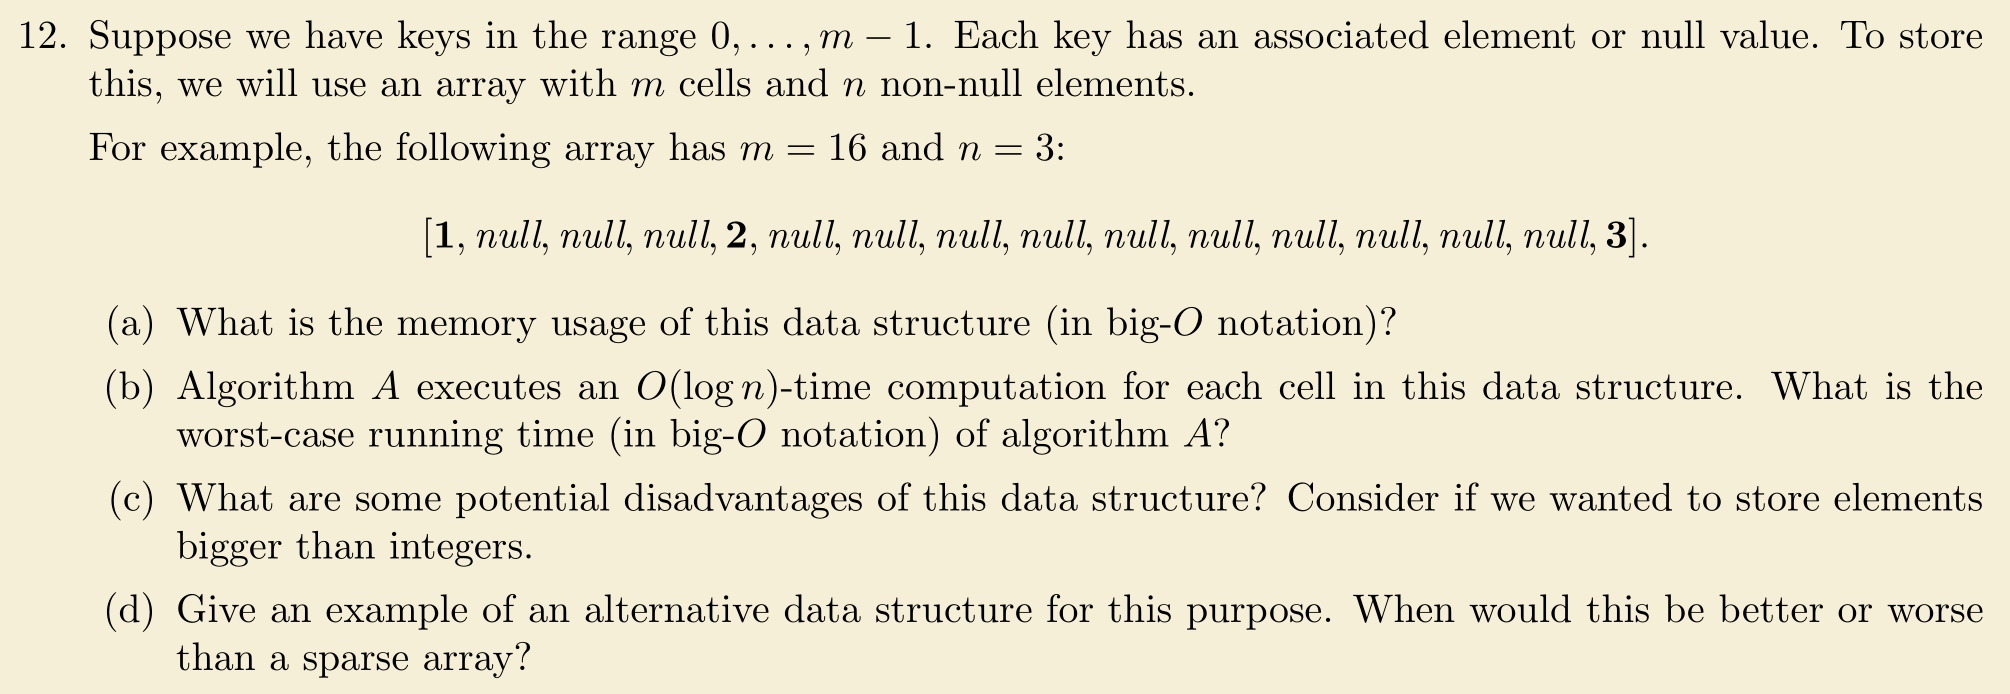 12. Suppose we have keys in the range 0, . . . , m − 1. Each key has an associated element or null value. To store
this, we will use an array with m cells and n non-null elements.
For example, the following array has m = 16 and n = 3:
[1, null, null, null, 2, null, null, null, null, null, null, null, null, null, null, 3].
(a) What is the memory usage of this data structure (in big-O notation)?
(b) Algorithm A executes an O(log n)-time computation for each cell in this data structure. What is the
worst-case running time (in big-O notation) of algorithm A?
(c) What are some potential disadvantages of this data structure? Consider if we wanted to store elements
bigger than integers.
(d) Give an example of an alternative data structure for this purpose. When would this be better or worse
than a sparse array?